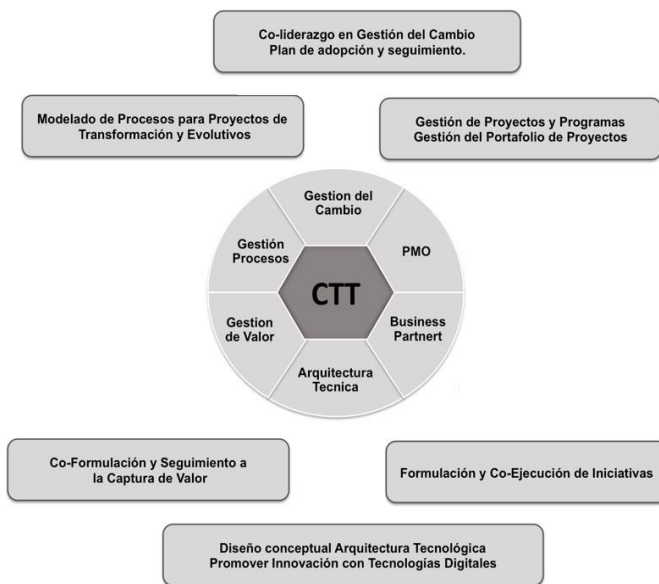 Co-liderazgo en Gestión del Cambio
Plan de adopción y seguimiento.
Modelado de Procesos para Proyectos de
Transformación y Evolutivos
Gestión de Proyectos y Programas
Gestión del Portafolio de Proyectos
Gestion del
Cambio
Gestión
Procesos
PMO
CTT
Gestion
de Valor
Business
Partnert
Arquitectura
Tecnica
Co-Formulación y Seguimiento a
la Captura de Valor
Formulación y Co-Ejecución de Iniciativas
Diseño conceptual Arquitectura Tecnológica
Promover Innovación con Tecnologías Digitales